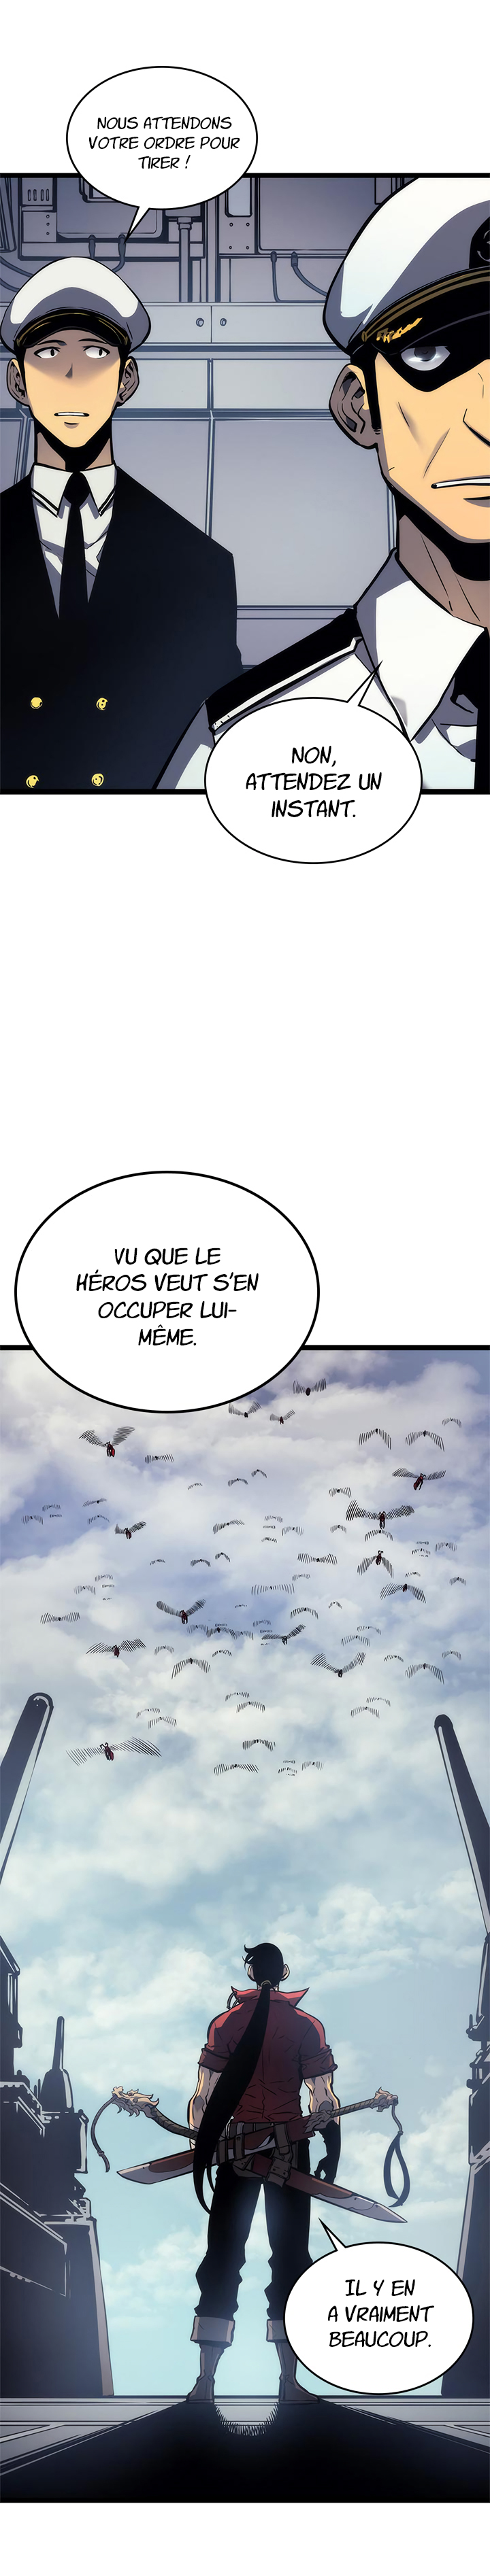 NOUS ATTENDONS
VOTRE ORDRE POUR
TIRER !
NON,
ATTENDEZ UN
INSTANT.
VU QUE LE
HÉROS VEUT S'EN
OCCUPER LUI-
MÊME.
IL Y EN
A VRAIMENT
BEAUCOUP.